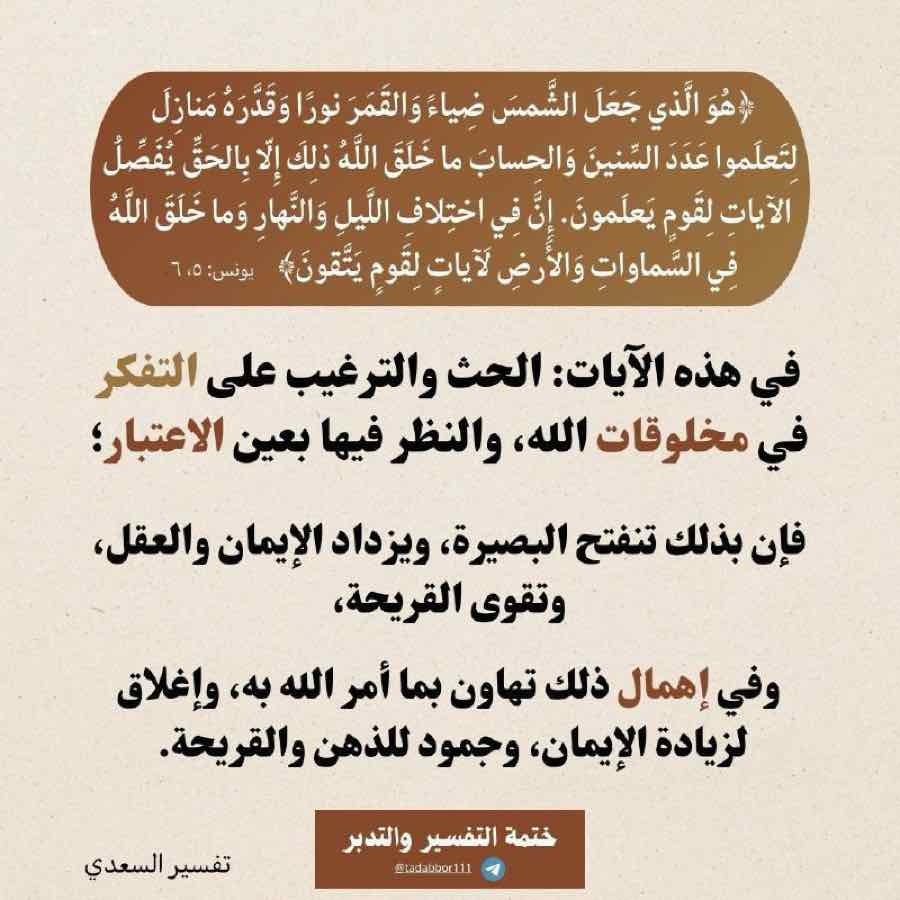 ﴿هُوَ الَّذي جَعَلَ الشَّمسَ ضِياءً وَالقَمَرَ نورًا وَقَدَّرَهُ مَنازِلَ
لِتَعلَموا عَدَدَ السِّنينَ وَالحِسابَ ما خَلَقَ اللَّهُ ذلِكَ إِلّا بِالحَقِّ يُفَصِّلُ
الآياتِ لِقَومٍ يَعلَمونَ. إِنَّ فِي اختِلافِ اللَّيلِ وَالنَّهارِ وَما خَلَقَ اللَّهُ
فِي السَّماواتِ وَالأَرضِ لَآياتٍ لِقَومٍ يَتَّقونَ﴾ يونس: ٥، ٦
في هذه الآيات: الحث والترغيب على التفكر
في مخلوقات الله، والنظر فيها بعين الاعتبار؛
فإن بذلك تنفتح البصيرة، ويزداد الإيمان والعقل،
وتقوى القريحة،
وفي إهمال ذلك تهاون بما أمر الله به، وإغلاق
لزيادة الإيمان، وجمود للذهن والقريحة.
ختمة التفسير والتدبر
@tadabbor111
تفسير السعدي